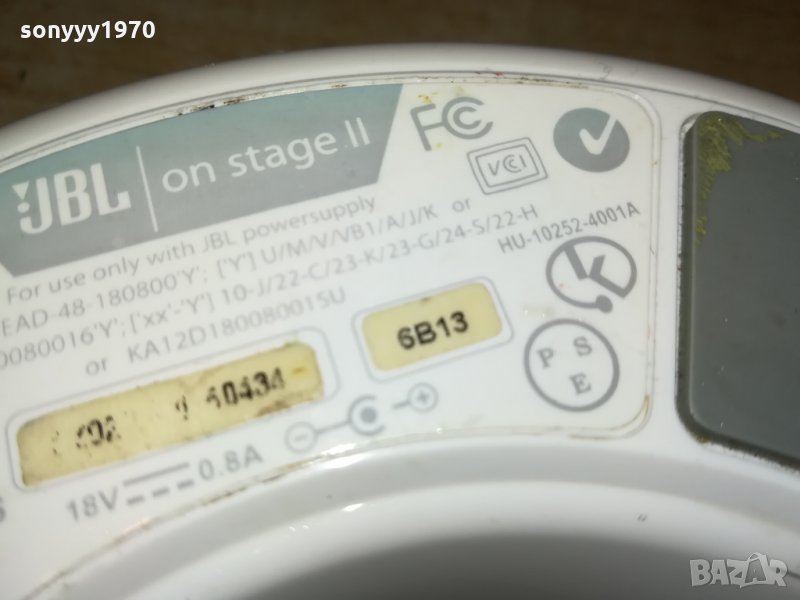 sonyyy1970
JBL on stage II
FC
VCI
For use only with JBL powersupply
EAD-48-180800'Y'; ['Y'] U/M/V/VB1/A/J/K or
0080016'Y'; ['xx'-'Y'] 10-J/22-C/23-K/23-G/24-S/22-H
or KA12D180080015U
HU-10252-4001A
40434
6B13
P S E
18V 0.8A
BAZAR